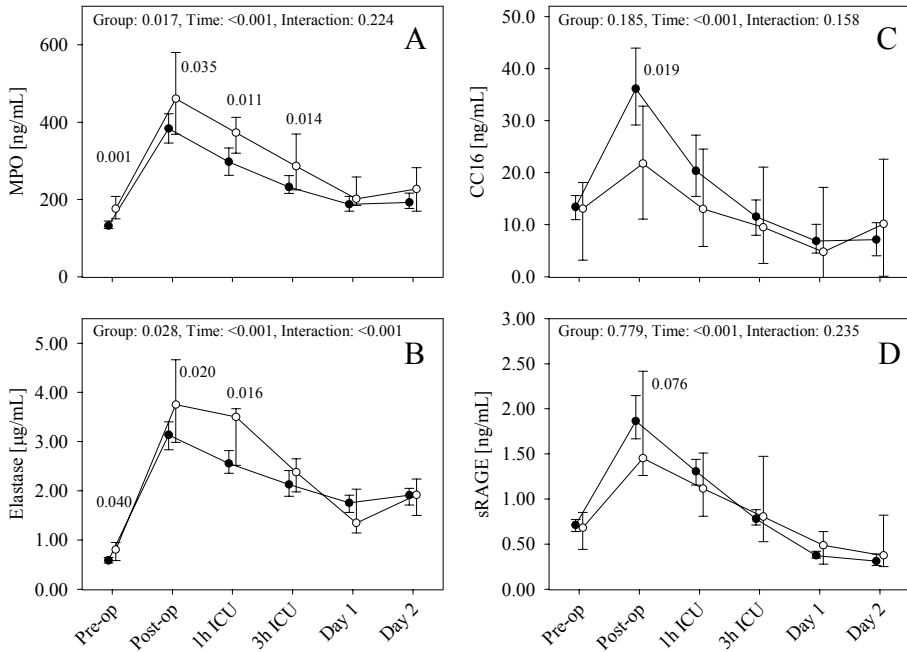 Group: 0.017, Time: <0.001, Interaction: 0.224
A
600
400
200
0
MPO [ng/mL]
0.001
0.035
0.011
0.014
Group: 0.185, Time: <0.001, Interaction: 0.158
C
50.0
40.0
30.0
20.0
10.0
0.0
CC16 [ng/mL]
0.019
Group: 0.028, Time: <0.001, Interaction: <0.001
B
5.00
4.00
3.00
2.00
1.00
0.00
Elastase [µg/mL]
0.040
0.020
0.016
Pre-op
Post-op
1h ICU
3h ICU
Day 1
Day 2
Group: 0.779, Time: <0.001, Interaction: 0.235
D
3.00
2.50
2.00
1.50
1.00
0.50
0.00
sRAGE [ng/mL]
0.076
Pre-op
Post-op
1h ICU
3h ICU
Day 1
Day 2